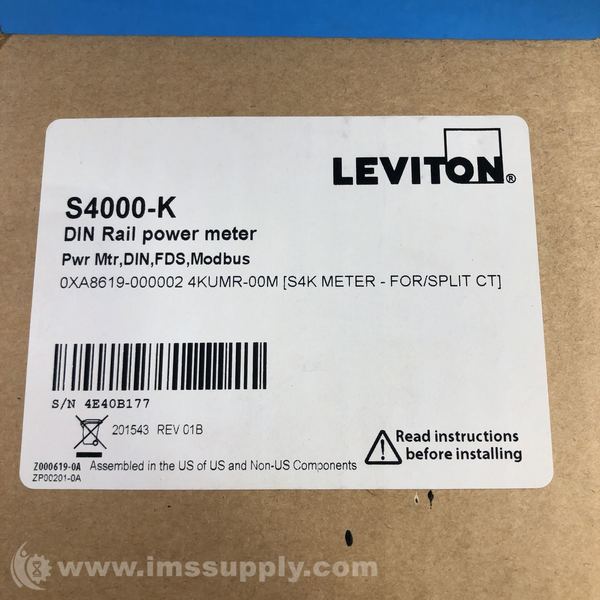 LEVITON®
S4000-K
DIN Rail power meter
Pwr Mtr,DIN,FDS,Modbus
0XA8619-000002 4KUMR-00M [S4K METER - FOR/SPLIT CT]
S/N 4E40B177
201543 REV 01B
Read instructions
before installing
Z000619-0A Assembled in the US of US and Non-US Components
ZP00201-0A
www.imssupply.com